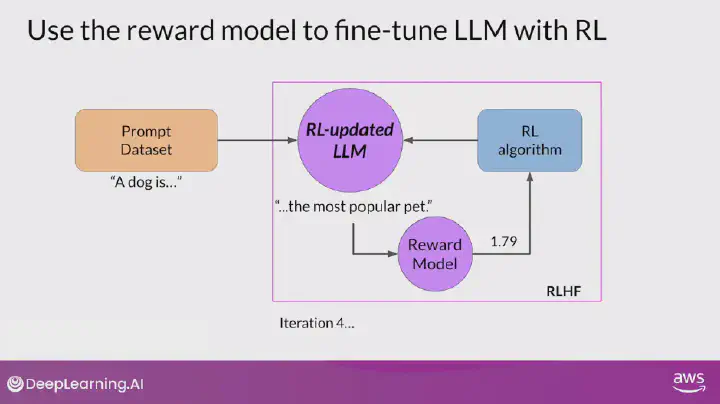 Use the reward model to fine-tune LLM with RL
Prompt
Dataset
"A dog is…"
RL-updated
LLM
RL
algorithm
"…the most popular pet."
Reward
Model
1.79
RLHF
Iteration 4…
DeepLearning.AI
aws